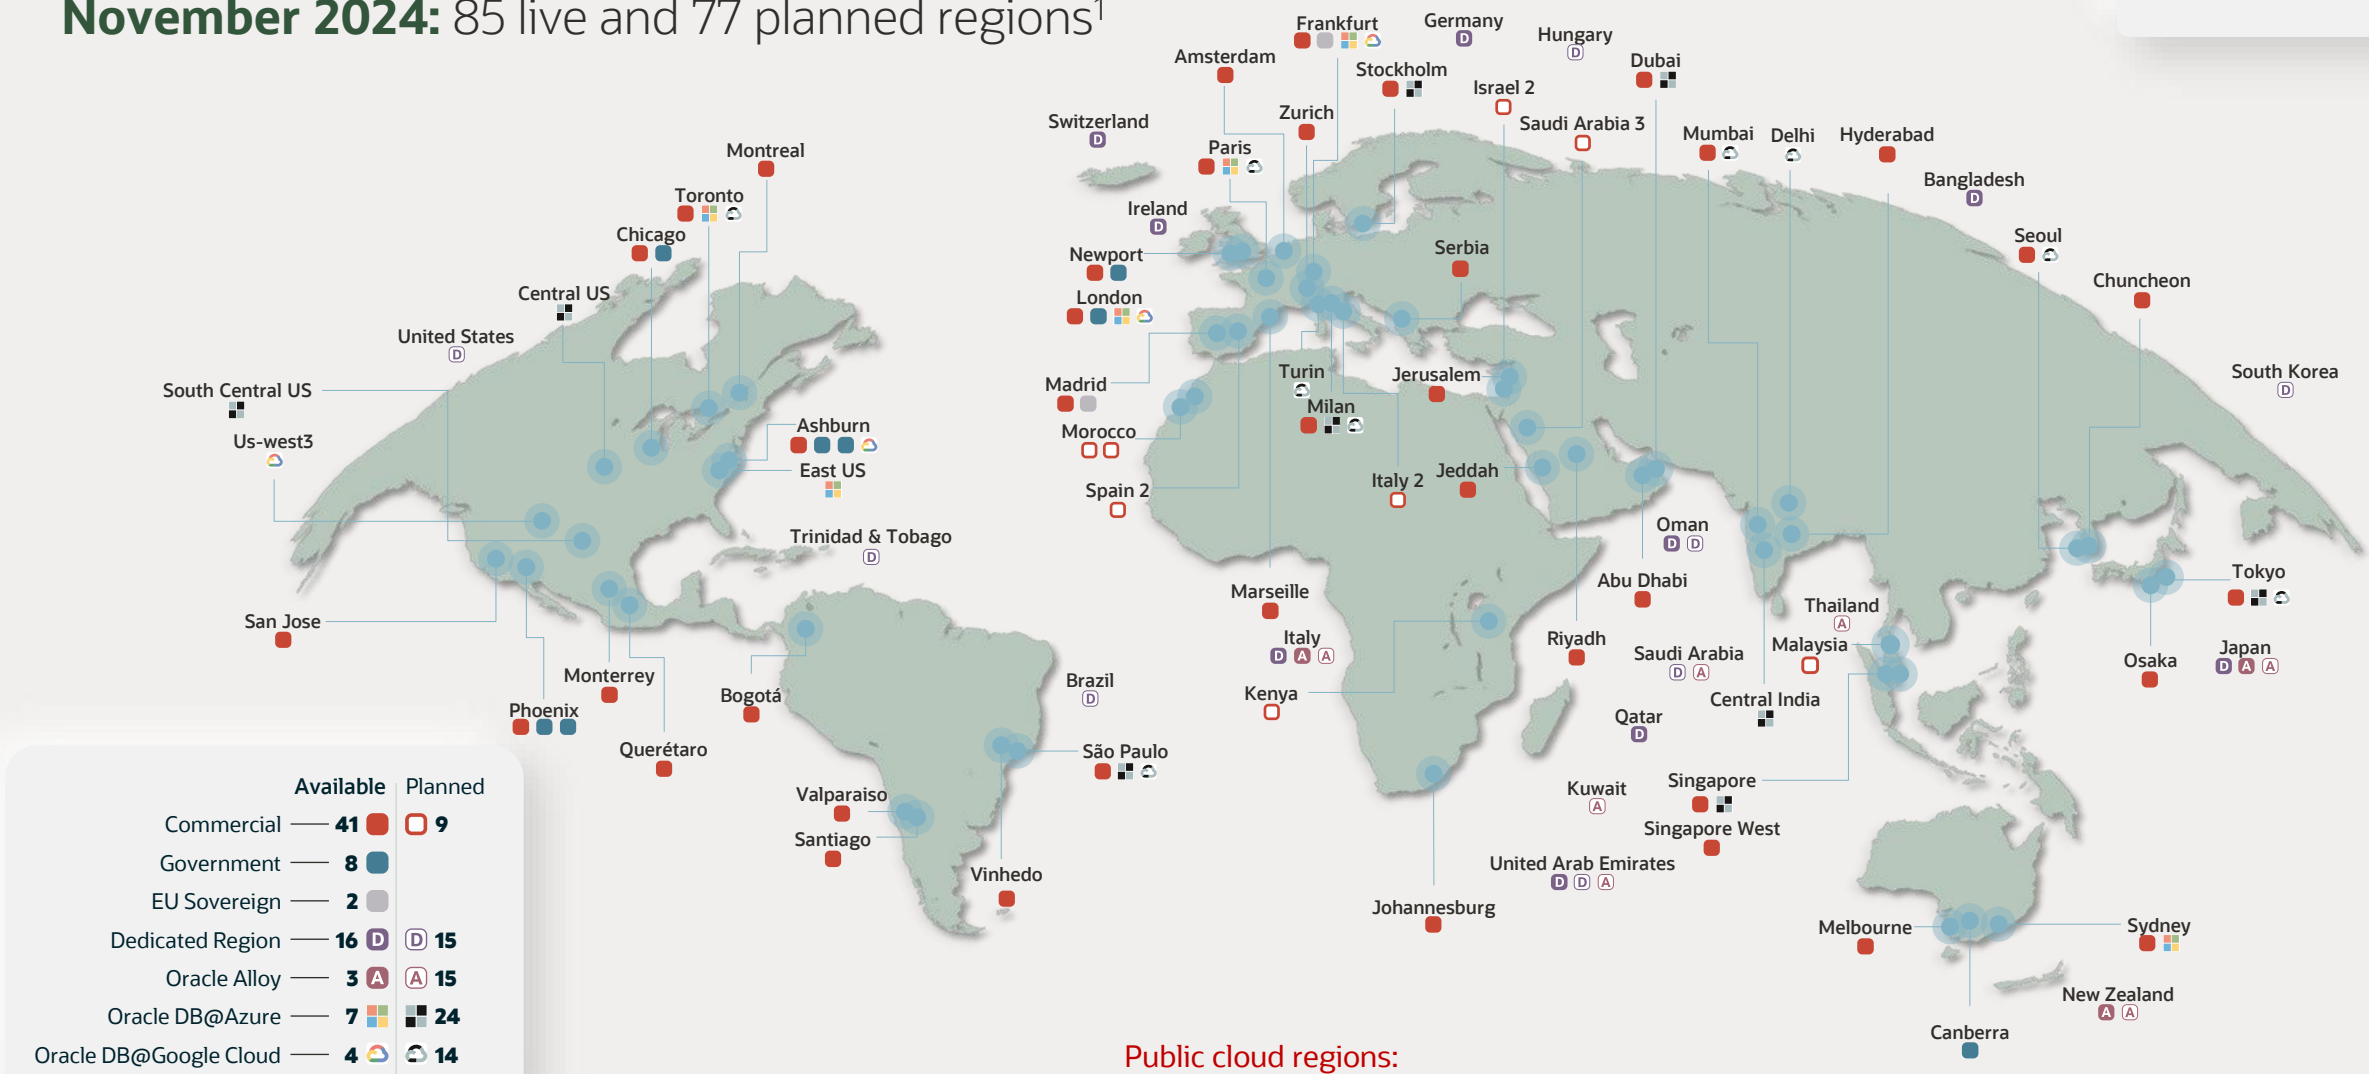 November 2024: 85 live and 77 planned regions1
Frankfurt
Germany
Hungary
Amsterdam
Stockholm
Dubai
Israel 2
Zurich
Saudi Arabia 3
Switzerland
D
Paris
Mumbai
Delhi
Hyderabad
Bangladesh
D
Montreal
Toronto
Chicago
Ireland
D
Newport
London
Serbia
Seoul
Chuncheon
Central US
United States
D
South Central US
Us-west3
Madrid
Turin
Milan
Jerusalem
South Korea
D
Ashburn
East US
Morocco
Spain 2
Italy 2
Jeddah
Trinidad & Tobago
D
Oman
D D
Abu Dhabi
Marseille
Italy
D A A
Kenya
Riyadh
Saudi Arabia
D A
Thailand
A
Malaysia
Central India
Tokyo
Osaka
Japan
D A A
San Jose
Phoenix
Monterrey
Querétaro
Bogotá
Brazil
D
São Paulo
Valparaiso
Santiago
Vinhedo
Qatar
D
Kuwait
A
Singapore
Singapore West
United Arab Emirates
D D A
Johannesburg
Melbourne
Sydney
New Zealand
A A
Canberra
Available Planned
Commercial 41 9
Government 8
EU Sovereign 2
Dedicated Region 16 D D 15
Oracle Alloy 3 A A 15
Oracle DB@Azure 7 24
Oracle DB@Google Cloud 4 14
Public cloud regions: